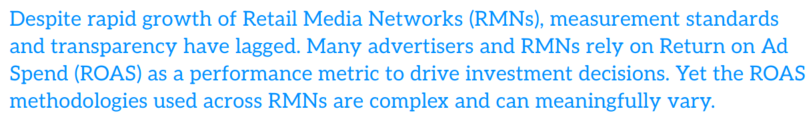 Despite rapid growth of Retail Media Networks (RMNs), measurement standards
and transparency have lagged. Many advertisers and RMNs rely on Return on Ad
Spend (ROAS) as a performance metric to drive investment decisions. Yet the ROAS
methodologies used across RMNs are complex and can meaningfully vary.